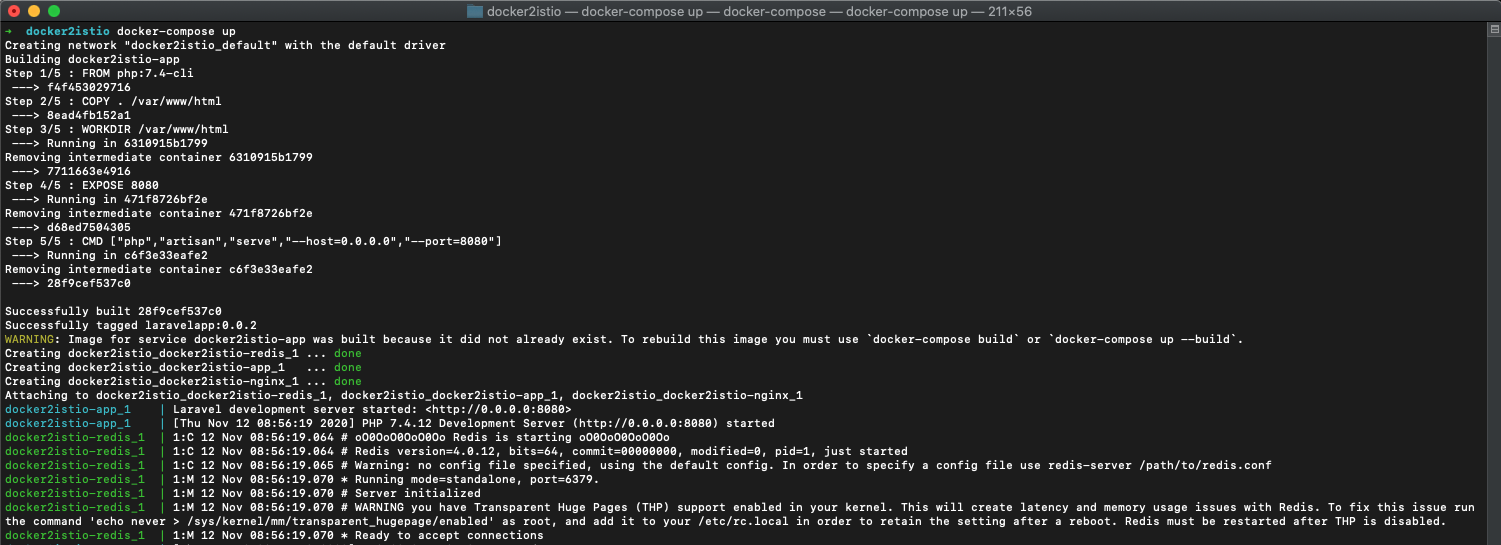 docker2istio — docker-compose up — docker-compose — docker-compose up — 211×56
➜  docker2istio docker-compose up
Creating network "docker2istio_default" with the default driver
Building docker2istio-app
Step 1/5 : FROM php:7.4-cli
 ---> f4f453029716
Step 2/5 : COPY . /var/www/html
 ---> 8ead4fb152a1
Step 3/5 : WORKDIR /var/www/html
 ---> Running in 6310915b1799
Removing intermediate container 6310915b1799
 ---> 7711663e4916
Step 4/5 : EXPOSE 8080
 ---> Running in 471f8726bf2e
Removing intermediate container 471f8726bf2e
 ---> d68ed7504305
Step 5/5 : CMD ["php","artisan","serve","--host=0.0.0.0","--port=8080"]
 ---> Running in c6f3e33eafe2
Removing intermediate container c6f3e33eafe2
 ---> 28f9cef537c0
Successfully built 28f9cef537c0
Successfully tagged laravelapp:0.0.2
WARNING: Image for service docker2istio-app was built because it did not already exist. To rebuild this image you must use `docker-compose build` or `docker-compose up --build`.
Creating docker2istio_docker2istio-redis_1 ... done
Creating docker2istio_docker2istio-app_1   ... done
Creating docker2istio_docker2istio-nginx_1 ... done
Attaching to docker2istio_docker2istio-redis_1, docker2istio_docker2istio-app_1, docker2istio_docker2istio-nginx_1
docker2istio-app_1    | Laravel development server started: <http://0.0.0.0:8080>
docker2istio-app_1    | [Thu Nov 12 08:56:19 2020] PHP 7.4.12 Development Server (http://0.0.0.0:8080) started
docker2istio-redis_1  | 1:C 12 Nov 08:56:19.064 # oO0OoO0OoO0Oo Redis is starting oO0OoO0OoO0Oo
docker2istio-redis_1  | 1:C 12 Nov 08:56:19.064 # Redis version=4.0.12, bits=64, commit=00000000, modified=0, pid=1, just started
docker2istio-redis_1  | 1:C 12 Nov 08:56:19.065 # Warning: no config file specified, using the default config. In order to specify a config file use redis-server /path/to/redis.conf
docker2istio-redis_1  | 1:M 12 Nov 08:56:19.070 * Running mode=standalone, port=6379.
docker2istio-redis_1  | 1:M 12 Nov 08:56:19.070 # Server initialized
docker2istio-redis_1  | 1:M 12 Nov 08:56:19.070 # WARNING you have Transparent Huge Pages (THP) support enabled in your kernel. This will create latency and memory usage issues with Redis. To fix this issue run
the command 'echo never > /sys/kernel/mm/transparent_hugepage/enabled' as root, and add it to your /etc/rc.local in order to retain the setting after a reboot. Redis must be restarted after THP is disabled.
docker2istio-redis_1  | 1:M 12 Nov 08:56:19.070 * Ready to accept connections